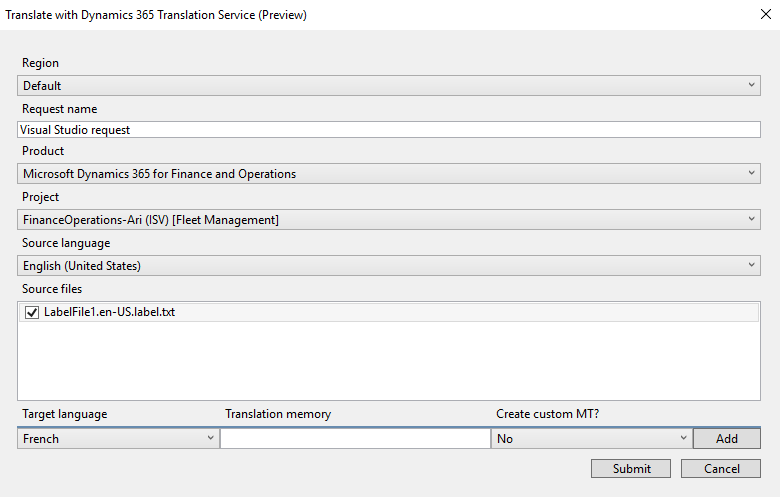 Translate with Dynamics 365 Translation Service (Preview)
Region
Default
Request name
Visual Studio request
Product
Microsoft Dynamics 365 for Finance and Operations
Project
FinanceOperations-Ari (ISV) [Fleet Management]
Source language
English (United States)
Source files
LabelFile1.en-US.label.txt
Target language Translation memory Create custom MT?
French No Add
Submit Cancel